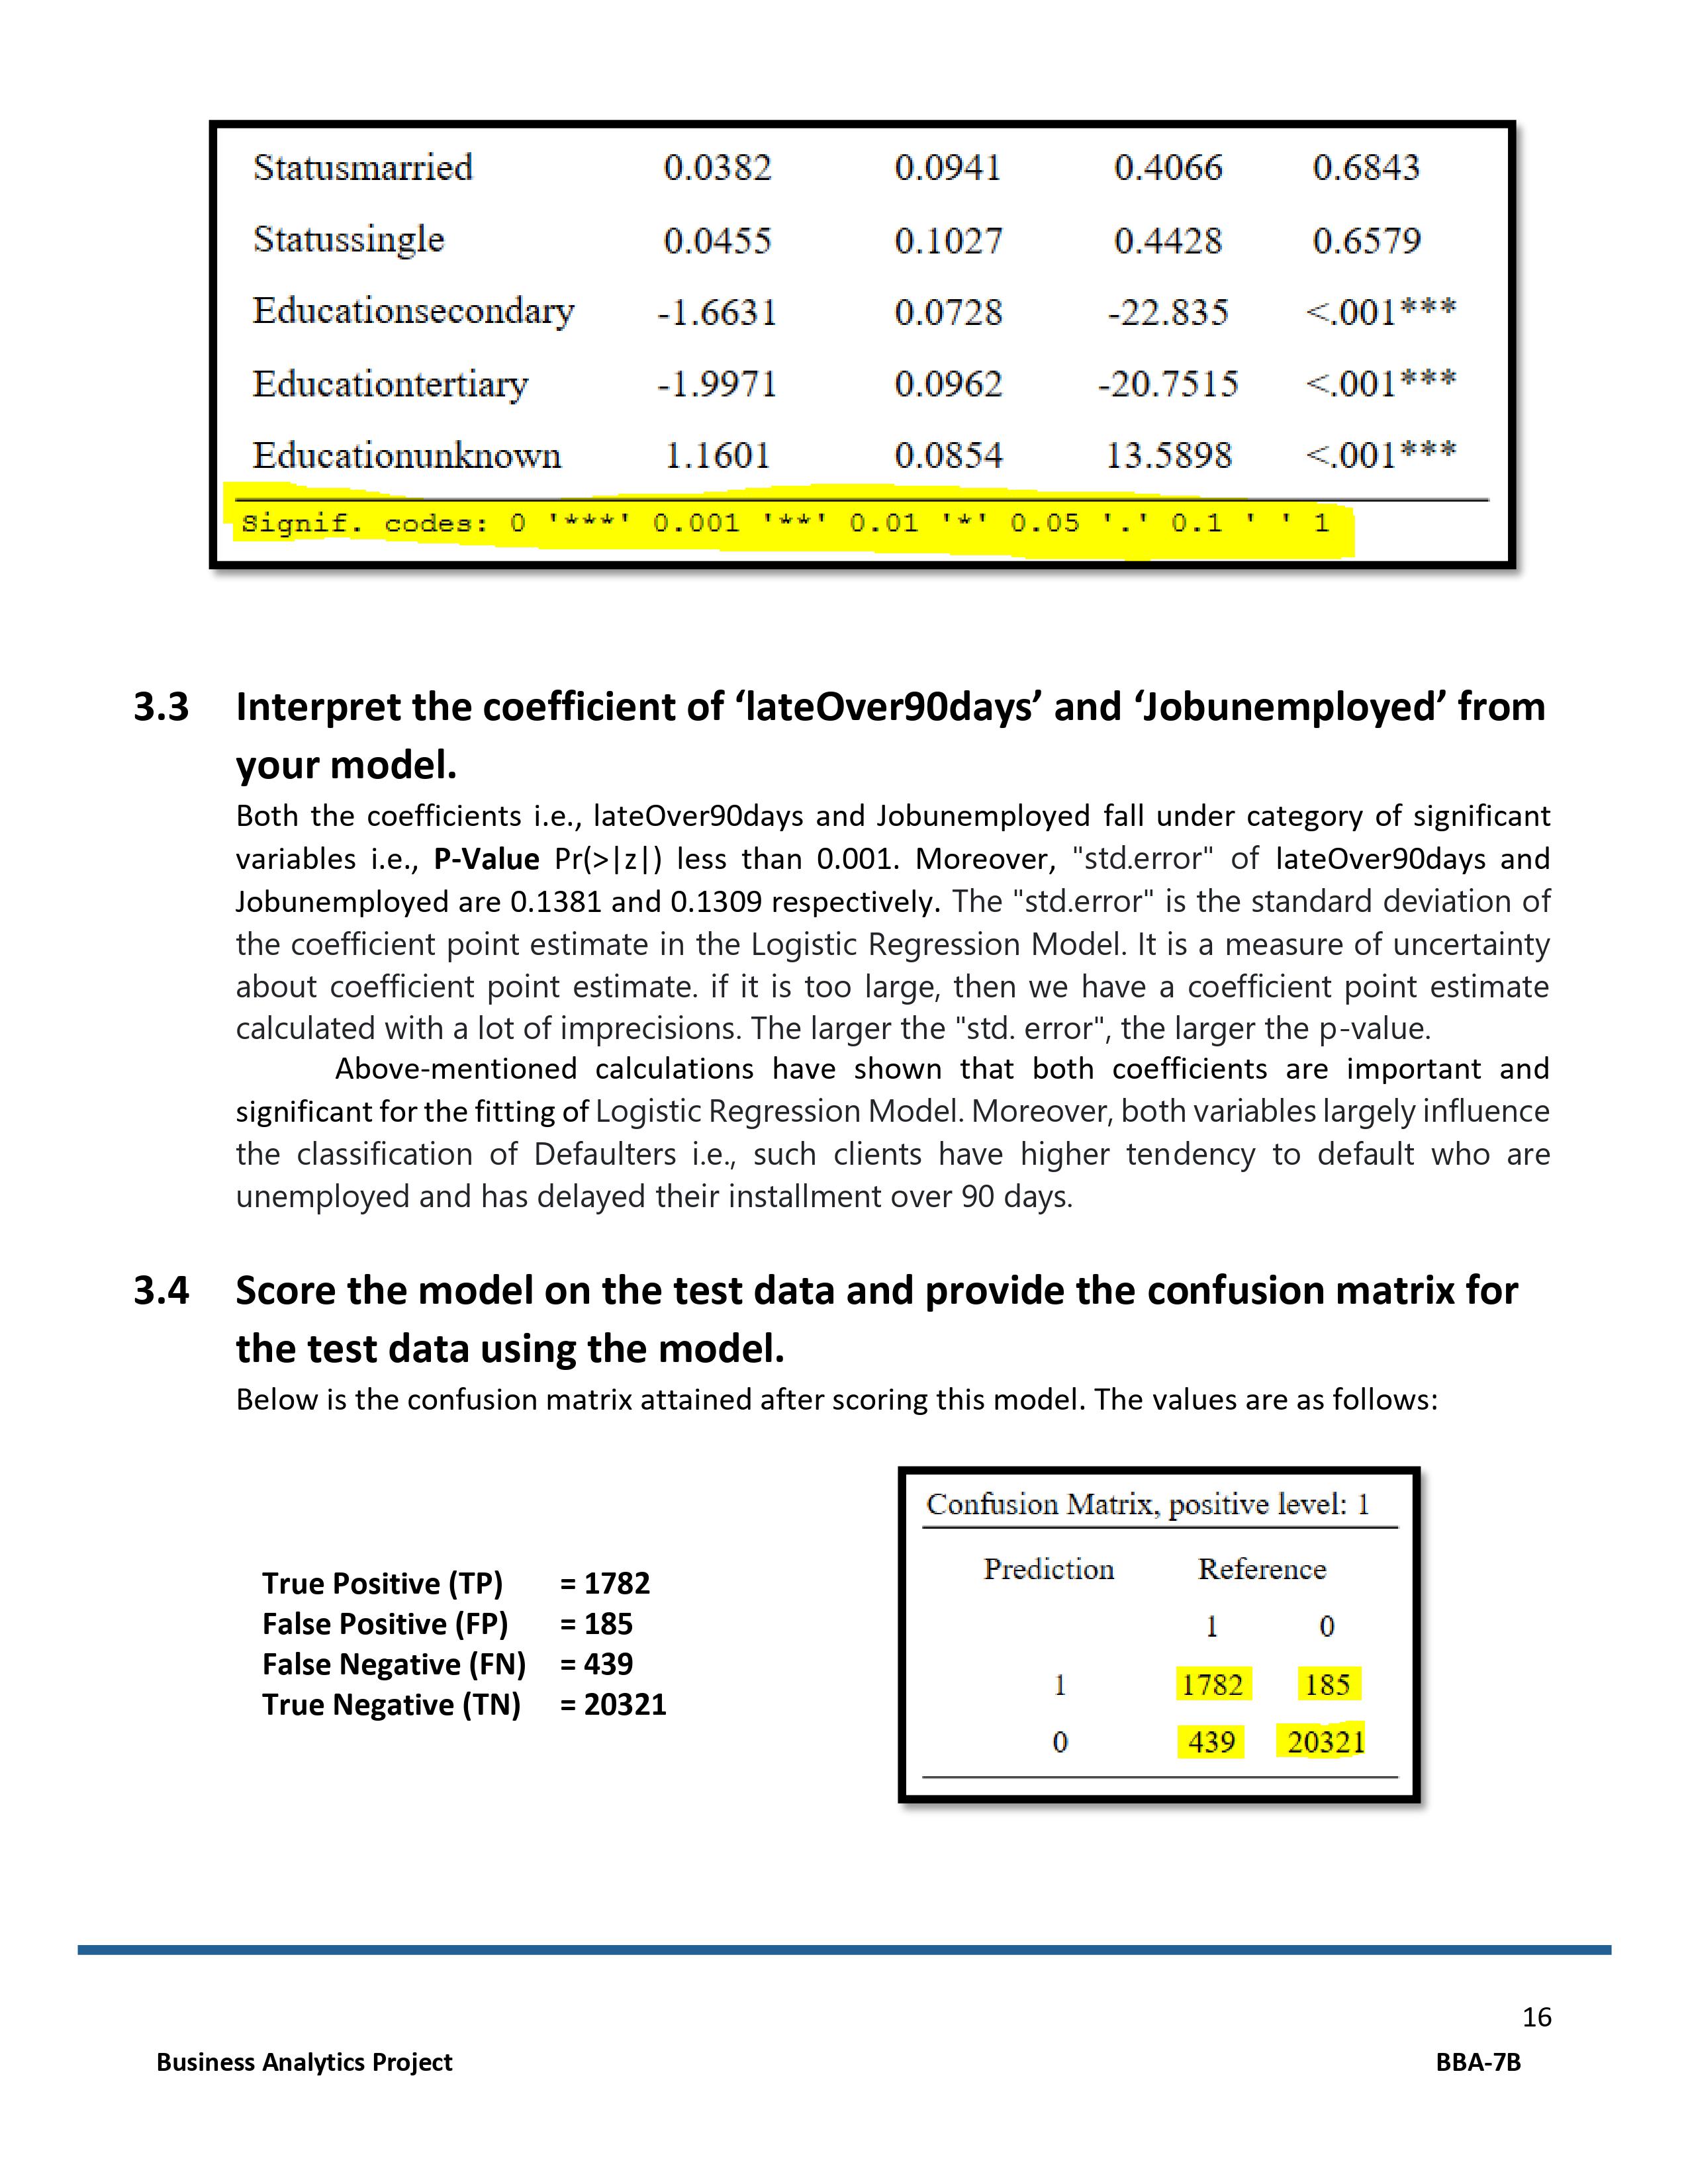 Statusmarried 0.0382 0.0941 0.4066 0.6843
Statussingle 0.0455 0.1027 0.4428 0.6579
Educationsecondary -1.6631 0.0728 -22.835 <.001***
Educationtertiary -1.9971 0.0962 -20.7515 <.001***
Educationunknown 1.1601 0.0854 13.5898 <.001***
Signif. codes: 0 '***' 0.001 '**' 0.01 '*' 0.05 '.' 0.1 ' ' 1
3.3 Interpret the coefficient of ‘lateOver90days’ and ‘Jobunemployed’ from
your model.
Both the coefficients i.e., lateOver90days and Jobunemployed fall under category of significant
variables i.e., P-Value Pr(>|z|) less than 0.001. Moreover, "std.error" of lateOver90days and
Jobunemployed are 0.1381 and 0.1309 respectively. The "std.error" is the standard deviation of
the coefficient point estimate in the Logistic Regression Model. It is a measure of uncertainty
about coefficient point estimate. if it is too large, then we have a coefficient point estimate
calculated with a lot of imprecisions. The larger the "std. error", the larger the p-value.
Above-mentioned calculations have shown that both coefficients are important and
significant for the fitting of Logistic Regression Model. Moreover, both variables largely influence
the classification of Defaulters i.e., such clients have higher tendency to default who are
unemployed and has delayed their installment over 90 days.
3.4 Score the model on the test data and provide the confusion matrix for
the test data using the model.
Below is the confusion matrix attained after scoring this model. The values are as follows:
True Positive (TP) = 1782
False Positive (FP) = 185
False Negative (FN) = 439
True Negative (TN) = 20321
Confusion Matrix, positive level: 1
Prediction Reference
1 0
1 1782 185
0 439 20321
16
Business Analytics Project BBA-7B